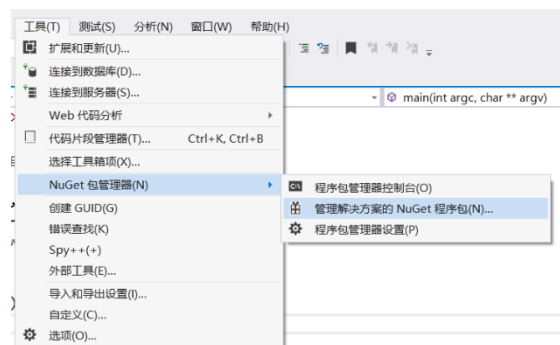 工具(T) 测试(S) 分析(N) 窗口(W) 帮助(H)
扩展和更新(U)...
连接到数据库(D)...
连接到服务器(S)...
main(int argc, char ** argv)
Web 代码分析
代码片段管理器(T)... Ctrl+K, Ctrl+B
选择工具箱项(X)...
NuGet 包管理器(N)
程序包管理器控制台(O)
创建 GUID(G)
管理解决方案的 NuGet 程序包(N)...
错误查找(K)
程序包管理器设置(P)
Spy++(+)
外部工具(E)...
导入和导出设置(I)...
自定义(C)...
选项(O)...